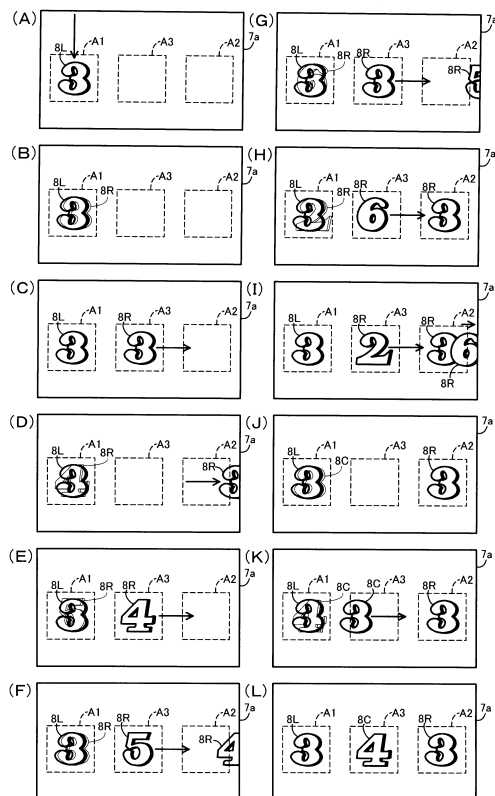 (A)
8L A1 A3 A2 7a
3
(B)
8L A1 A3 A2 7a
3 8R
(C)
8L A1 8R A3 A2 7a
3 3
(D)
8L A1 8R A3 A2 7a
3 8R 3
(E)
8L A1 8R 8R A3 A2 7a
3 4
(F)
8L A1 8R A3 A2 7a
3 8R 5 8R 4
(G)
8L A1 8R A3 A2 7a
3 8R 3 8R 5
(H)
8L A1 8R A3 8R A2 7a
3 8R 6 3
(I)
8L A1 8R A3 8R A2 7a
3 2 3 6
8R
(J)
8L A1 A3 8R A2 7a
3 8C 3
(K)
8L A1 8C 8C A3 8R A2 7a
3 3 3
(L)
8L A1 8C A3 8R A2 7a
3 4 3